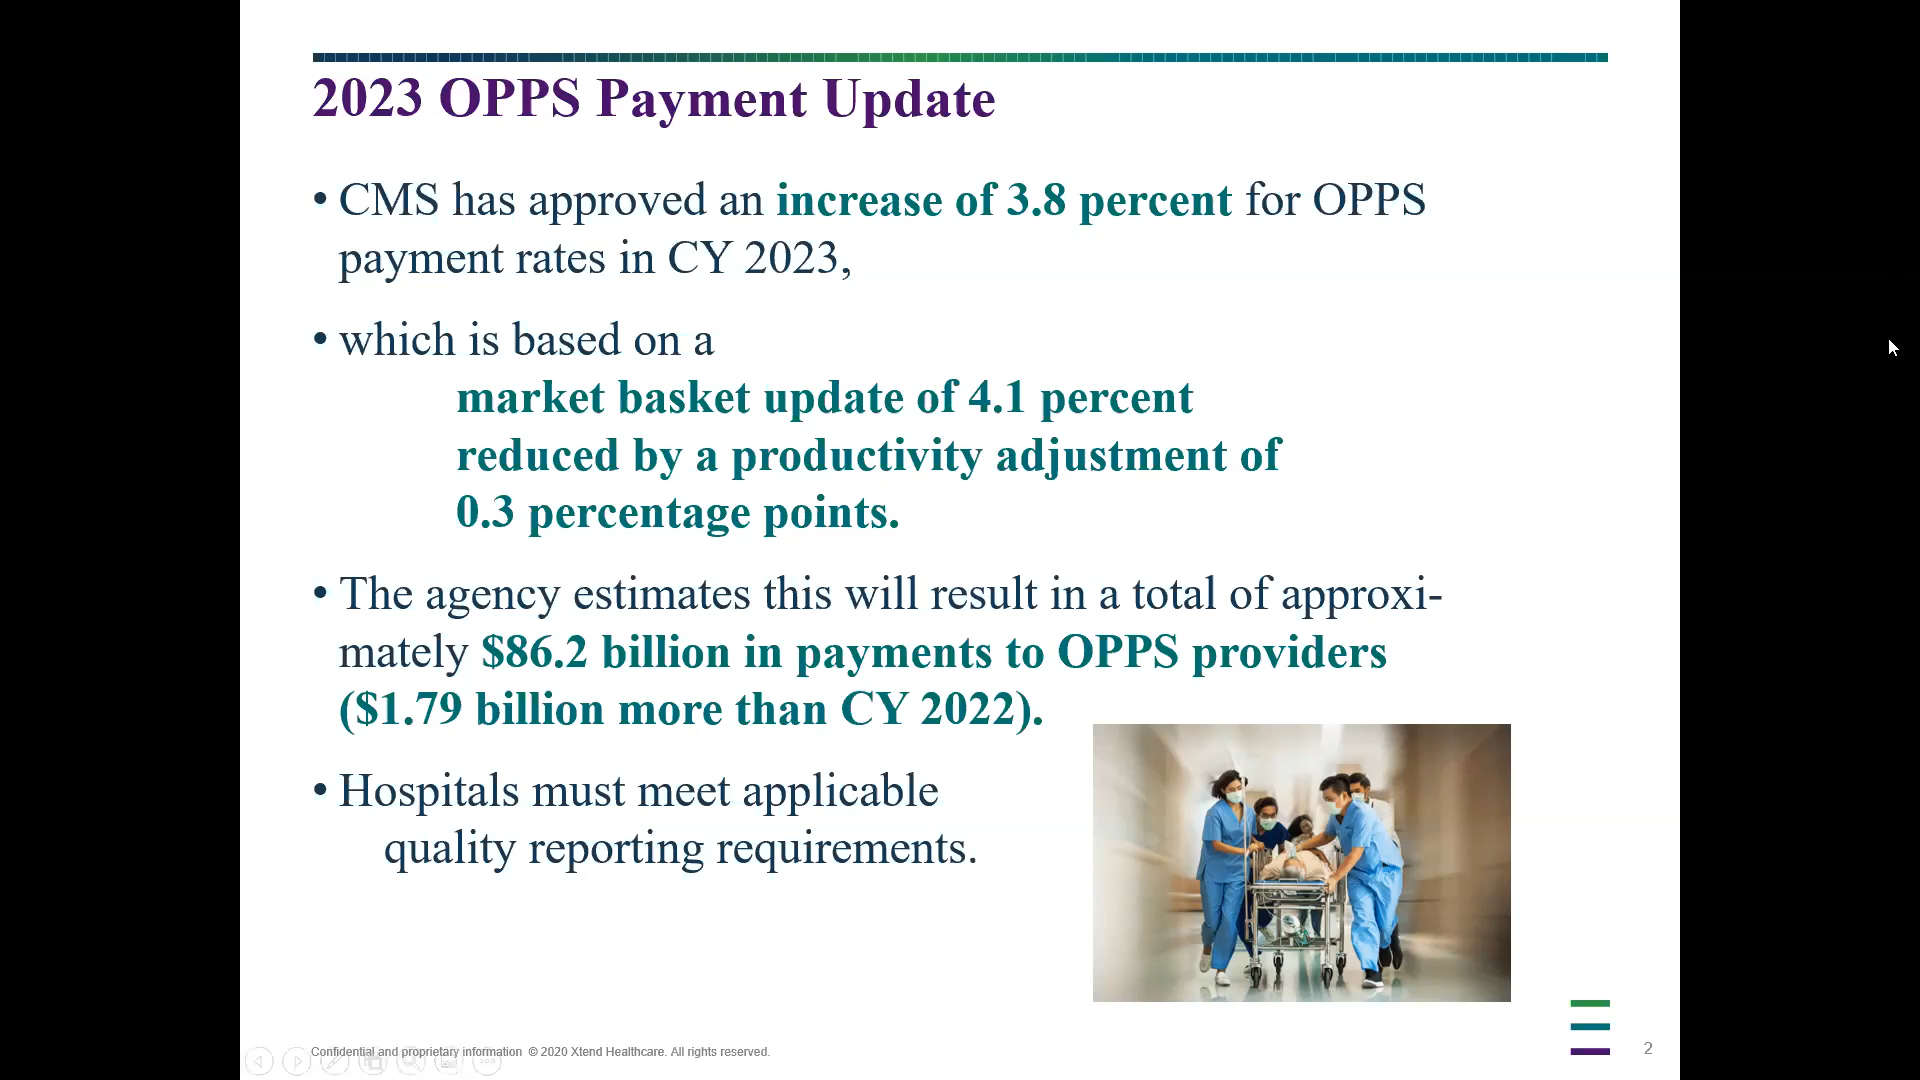 2023 OPPS Payment Update
• CMS has approved an increase of 3.8 percent for OPPS
payment rates in CY 2023,
• which is based on a
market basket update of 4.1 percent
reduced by a productivity adjustment of
0.3 percentage points.
• The agency estimates this will result in a total of approxi-
mately $86.2 billion in payments to OPPS providers
($1.79 billion more than CY 2022).
• Hospitals must meet applicable
quality reporting requirements.
Confidential and proprietary information © 2020 Xtend Healthcare. All rights reserved.
2